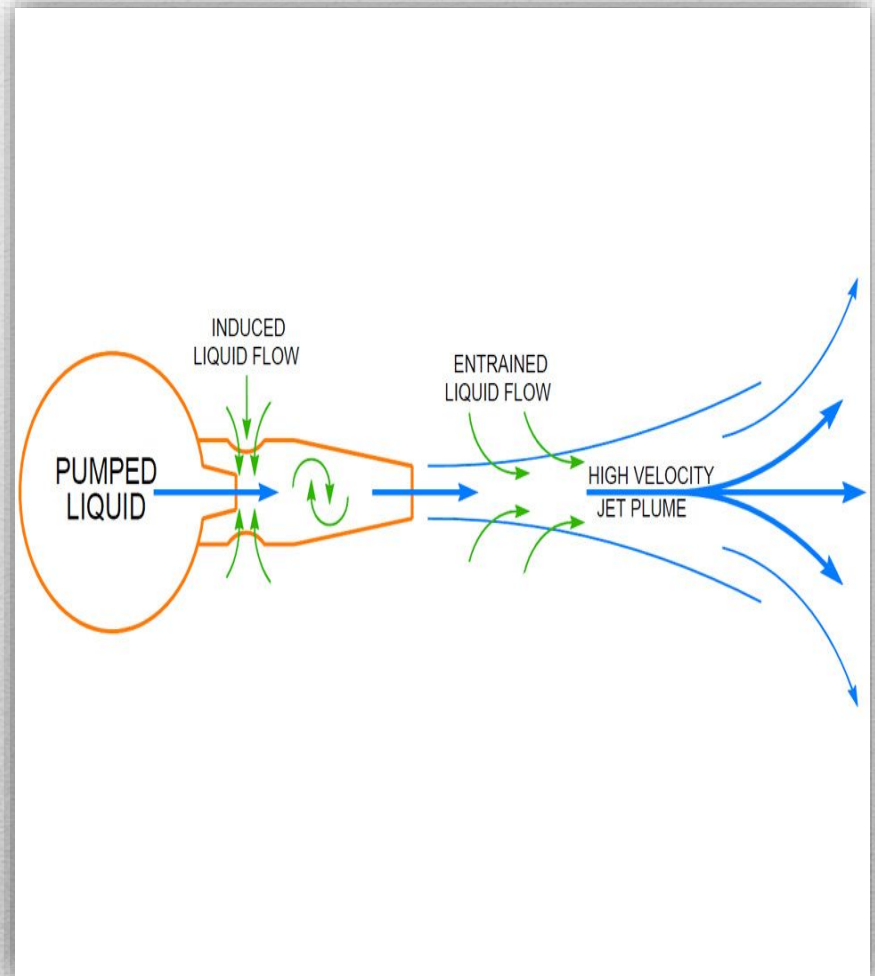 INDUCED
LIQUID FLOW
ENTRAINED
LIQUID FLOW
PUMPED
LIQUID
HIGH VELOCITY
JET PLUME